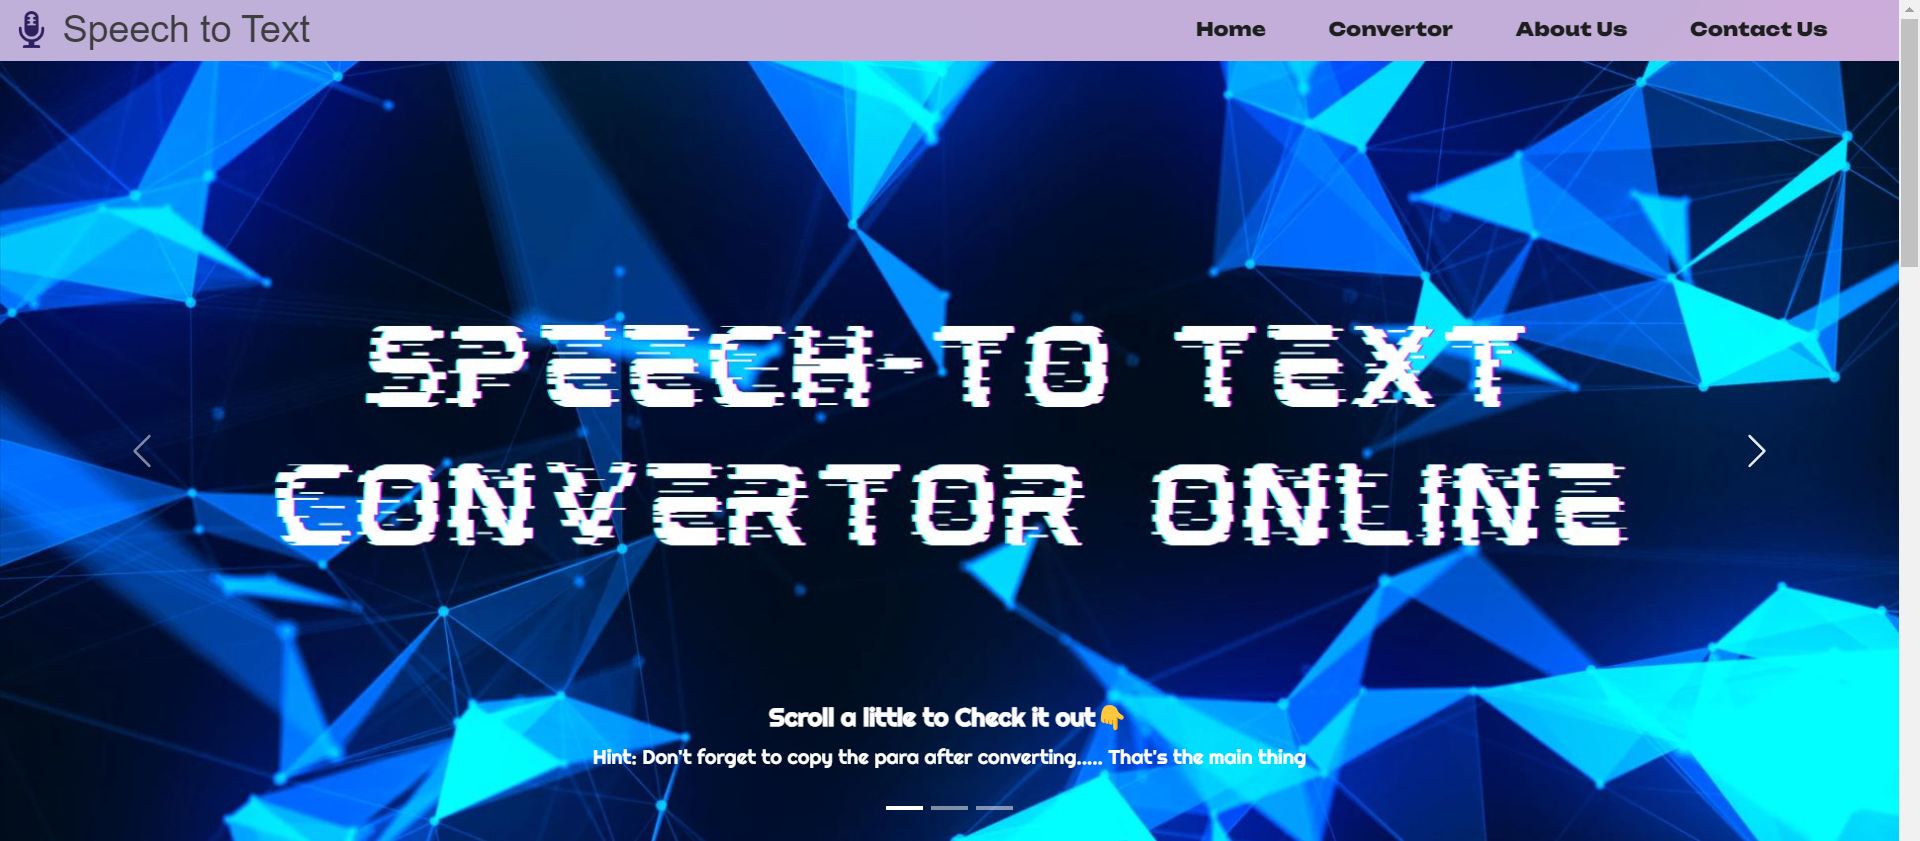 Speech to Text
Home Convertor About Us Contact Us
SPEECH-TO TEXT
CONVERTOR ONLINE
Scroll a little to Check it out👇
Hint: Don't forget to copy the para after converting..... That's the main thing